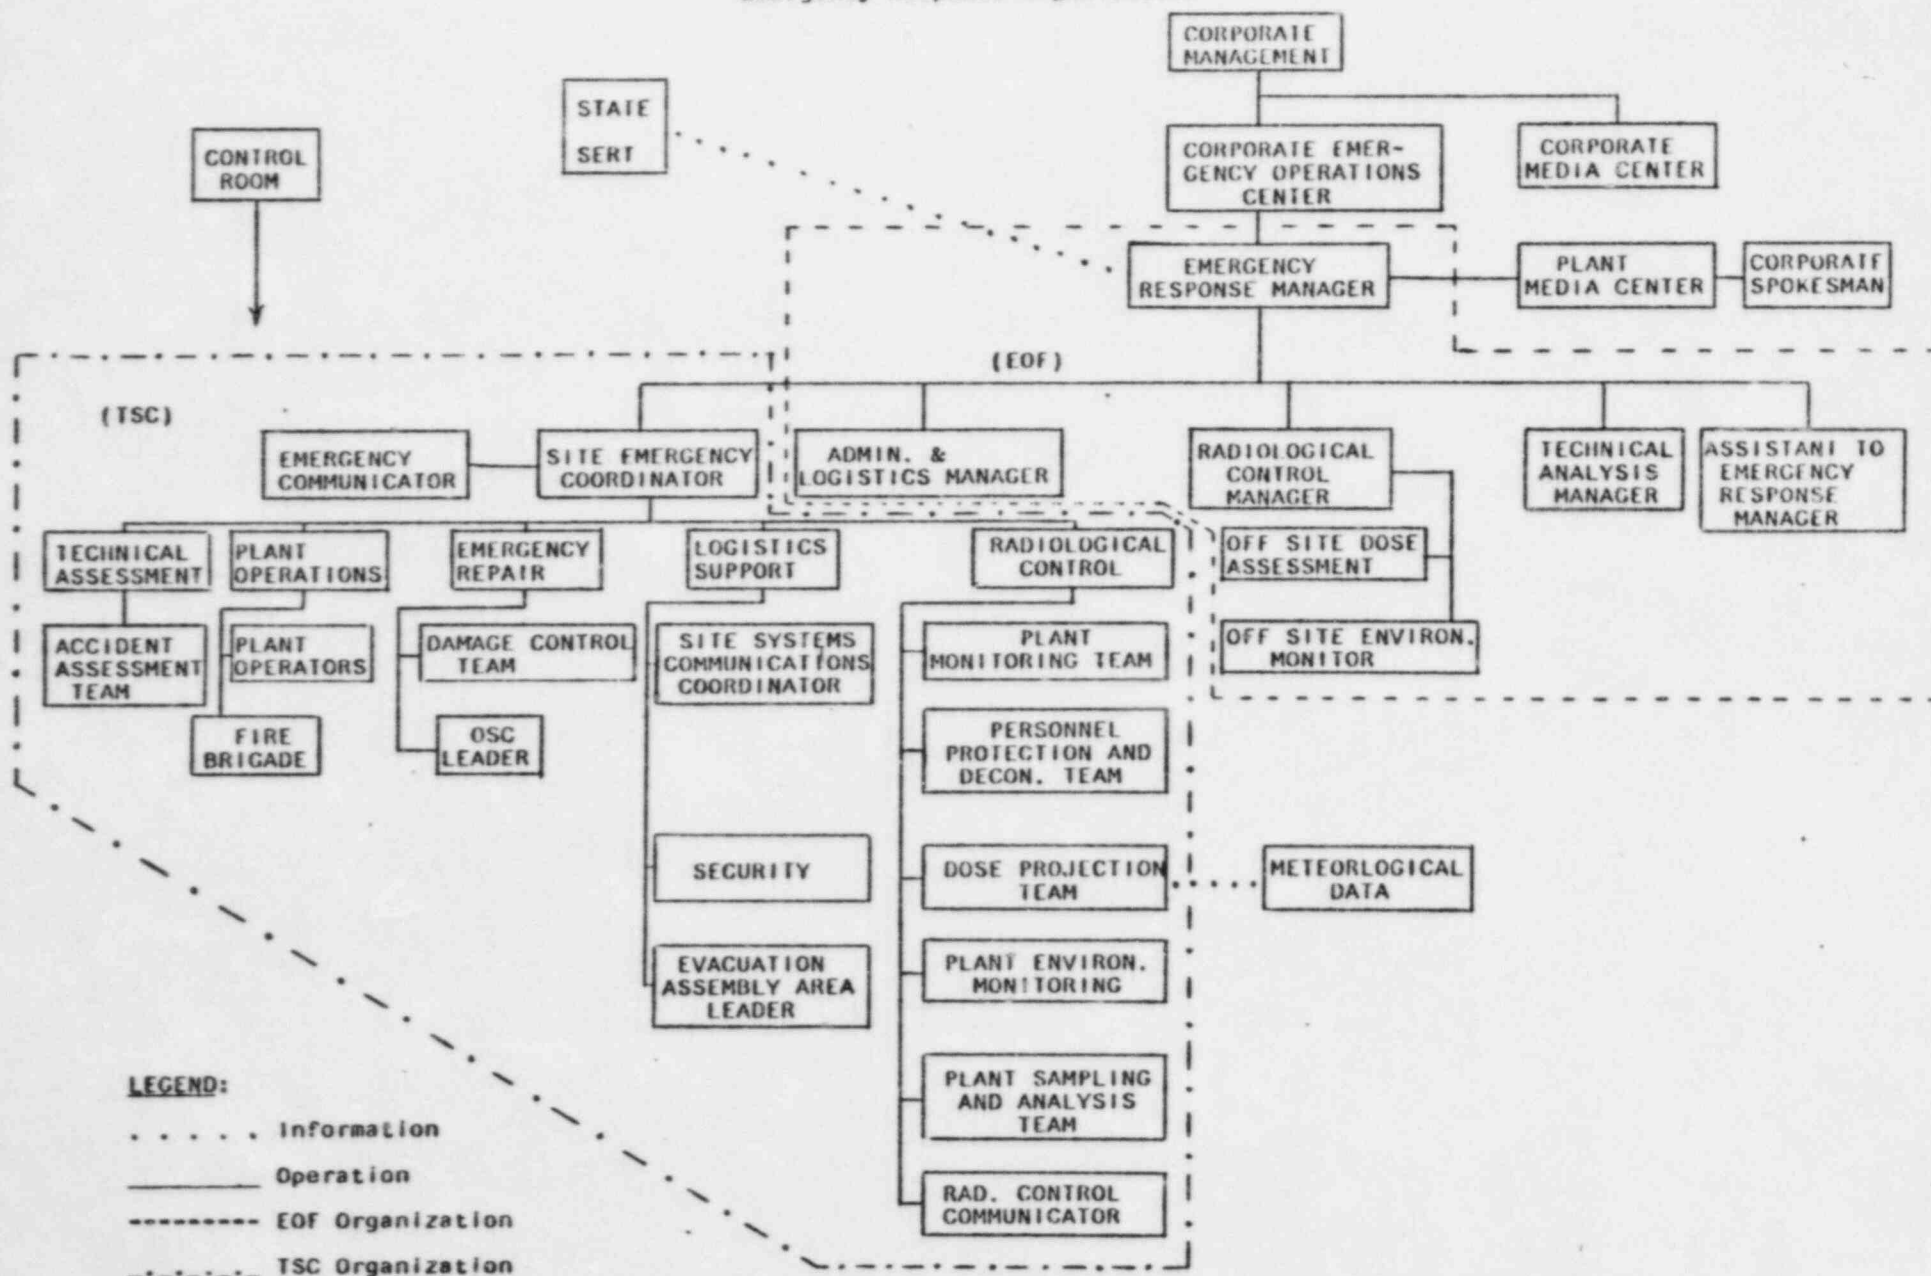 CORPORATE
MANAGEMENT
STATE
SERT
CONTROL
ROOM
CORPORATE EMER-
GENCY OPERATIONS
CENTER
CORPORATE
MEDIA CENTER
EMERGENCY
RESPONSE MANAGER
PLANT
MEDIA CENTER
CORPORATE
SPOKESMAN
(EOF)
(TSC)
EMERGENCY
COMMUNICATOR
SITE EMERGENCY
COORDINATOR
ADMIN. &
LOGISTICS MANAGER
RADIOLOGICAL
CONTROL
MANAGER
TECHNICAL
ANALYSIS
MANAGER
ASSISTANT TO
EMERGENCY
RESPONSE
MANAGER
TECHNICAL
ASSESSMENT
PLANT
OPERATIONS
EMERGENCY
REPAIR
LOGISTICS
SUPPORT
RADIOLOGICAL
CONTROL
OFF SITE DOSE
ASSESSMENT
ACCIDENT
ASSESSMENT
TEAM
PLANT
OPERATORS
DAMAGE CONTROL
TEAM
SITE SYSTEMS
COMMUNICATIONS
COORDINATOR
PLANT
MONITORING TEAM
OFF SITE ENVIRON.
MONITOR
FIRE
BRIGADE
OSC
LEADER
PERSONNEL
PROTECTION AND
DECON. TEAM
SECURITY
DOSE PROJECTION
TEAM
METEORLOGICAL
DATA
EVACUATION
ASSEMBLY AREA
LEADER
PLANT ENVIRON.
MONITORING
PLANT SAMPLING
AND ANALYSIS
TEAM
RAD. CONTROL
COMMUNICATOR
LEGEND:
Information
Operation
EOF Organization
TSC Organization